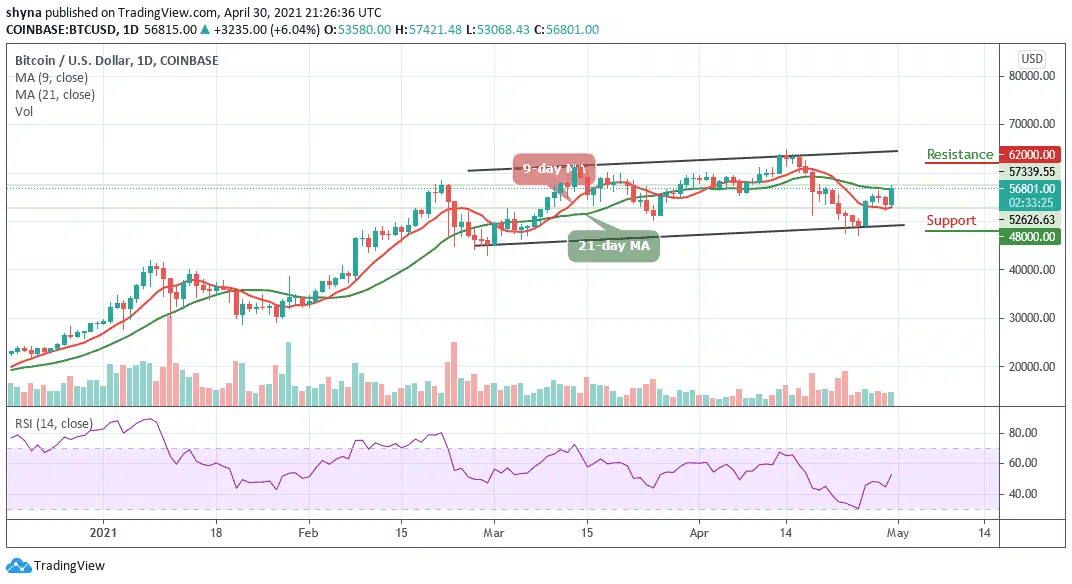 shyna published on TradingView.com, April 30, 2021 21:26:36 UTC
COINBASE:BTCUSD, 1D 56815.00 ▲ +3235.00 (+6.04%) O:53580.00 H:57421.48 L:53068.43 C:56801.00
Bitcoin / U.S. Dollar, 1D, COINBASE
MA (9, close)
MA (21, close)
Vol
USD
80000.00
70000.00
9-day MA
Resistance
62000.00
57339.55
56801.00
02:33:25
52626.63
Support
48000.00
21-day MA
40000.00
30000.00
20000.00
RSI (14, close)
80.00
60.00
40.00
2021
18
Feb
15
Mar
15
Apr
14
May
14
TradingView